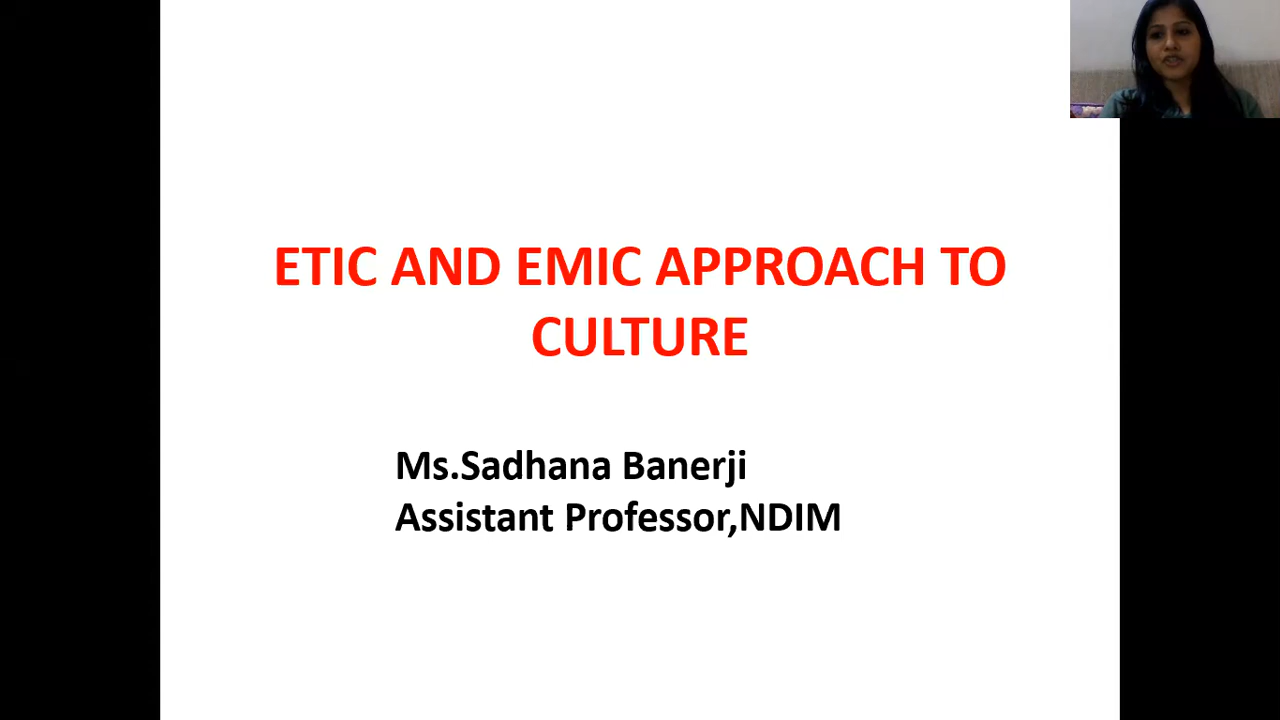 ETIC AND EMIC APPROACH TO
CULTURE
Ms.Sadhana Banerji
Assistant Professor,NDIM